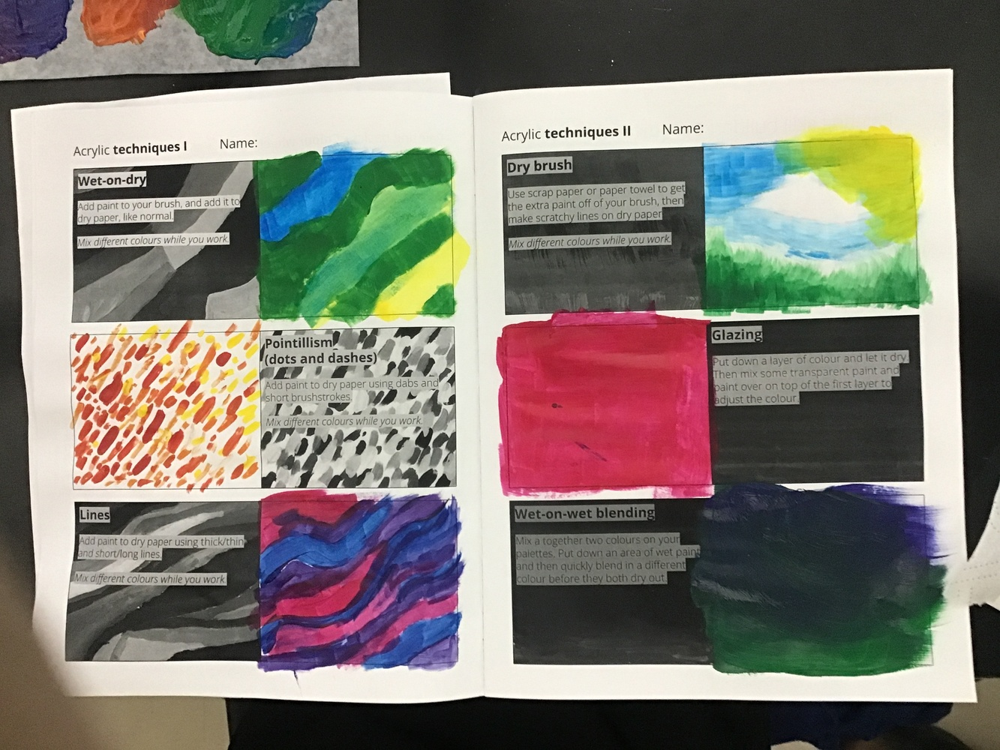 Acrylic techniques I Name:
Wet-on-dry
Add paint to your brush, and add it to
dry paper, like normal.
Mix different colours while you work.
Pointillism
(dots and dashes)
Add paint to dry paper using dabs and
short brushstrokes.
Mix different colours while you work.
Lines
Add paint to dry paper using thick/thin
and short/long lines.
Mix different colours while you work.
Acrylic techniques II Name:
Dry brush
Use scrap paper or paper towel to get
the extra paint off of your brush, then
make scratchy lines on dry paper
Mix different colours while you work.
Glazing
Put down a layer of colour and let it dry.
Then mix some transparent paint and
paint over on top of the first layer to
adjust the colour.
Wet-on-wet blending
Mix a together two colours on your
palettes. Put down an area of wet paint
and then quickly blend in a different
colour before they both dry out.